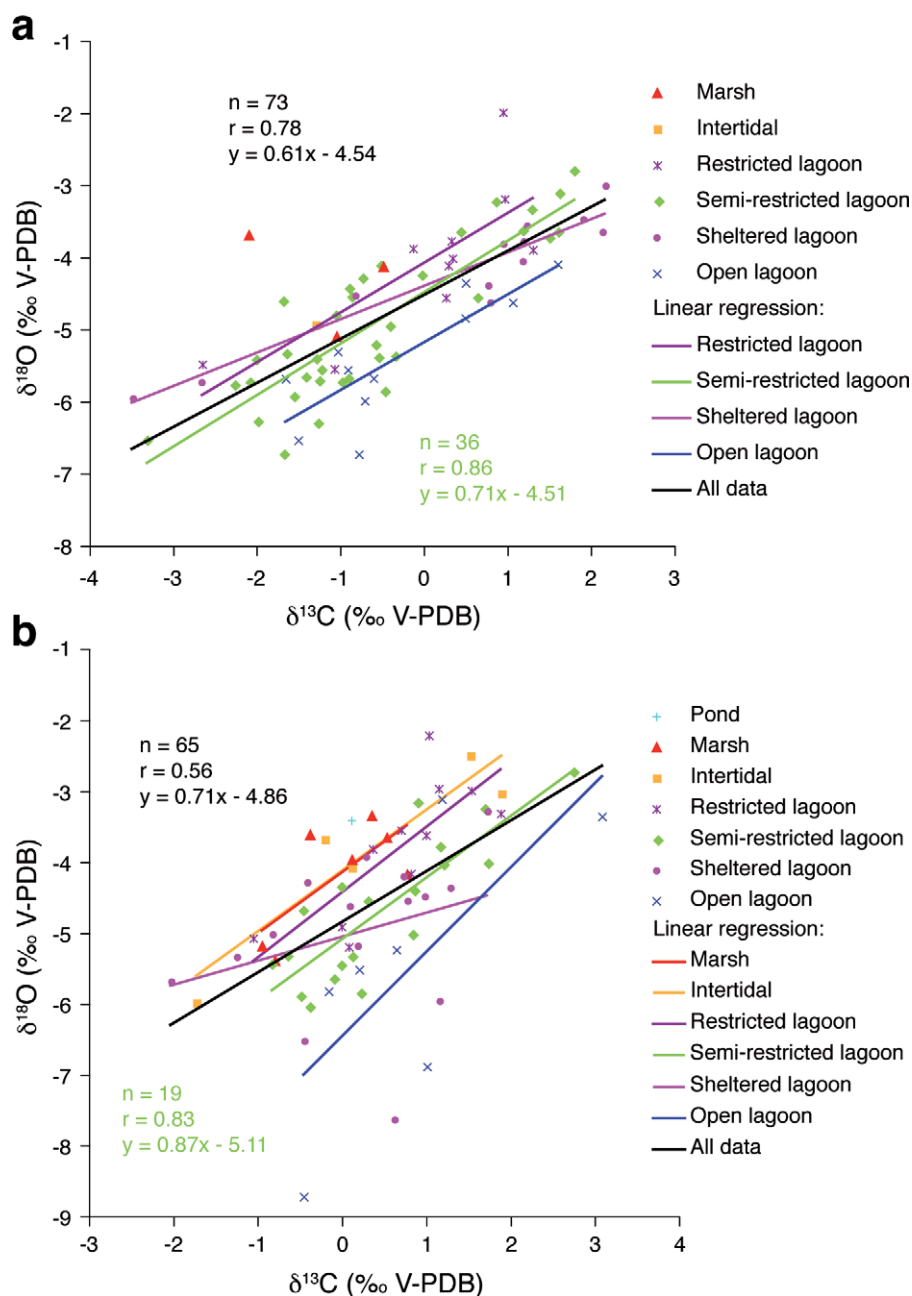 a
-1
-2
-3
-4
-5
-6
-7
-8
δ¹⁸O (‰ V-PDB)
-4
-3
-2
-1
0
1
2
3
δ¹³C (‰ V-PDB)
n = 73
r = 0.78
y = 0.61x - 4.54
n = 36
r = 0.86
y = 0.71x - 4.51
Marsh
Intertidal
Restricted lagoon
Semi-restricted lagoon
Sheltered lagoon
Open lagoon
Linear regression:
Restricted lagoon
Semi-restricted lagoon
Sheltered lagoon
Open lagoon
All data
b
-1
-2
-3
-4
-5
-6
-7
-8
-9
δ¹⁸O (‰ V-PDB)
-3
-2
-1
0
1
2
3
4
δ¹³C (‰ V-PDB)
n = 65
r = 0.56
y = 0.71x - 4.86
n = 19
r = 0.83
y = 0.87x - 5.11
Pond
Marsh
Intertidal
Restricted lagoon
Semi-restricted lagoon
Sheltered lagoon
Open lagoon
Linear regression:
Marsh
Intertidal
Restricted lagoon
Semi-restricted lagoon
Sheltered lagoon
Open lagoon
All data